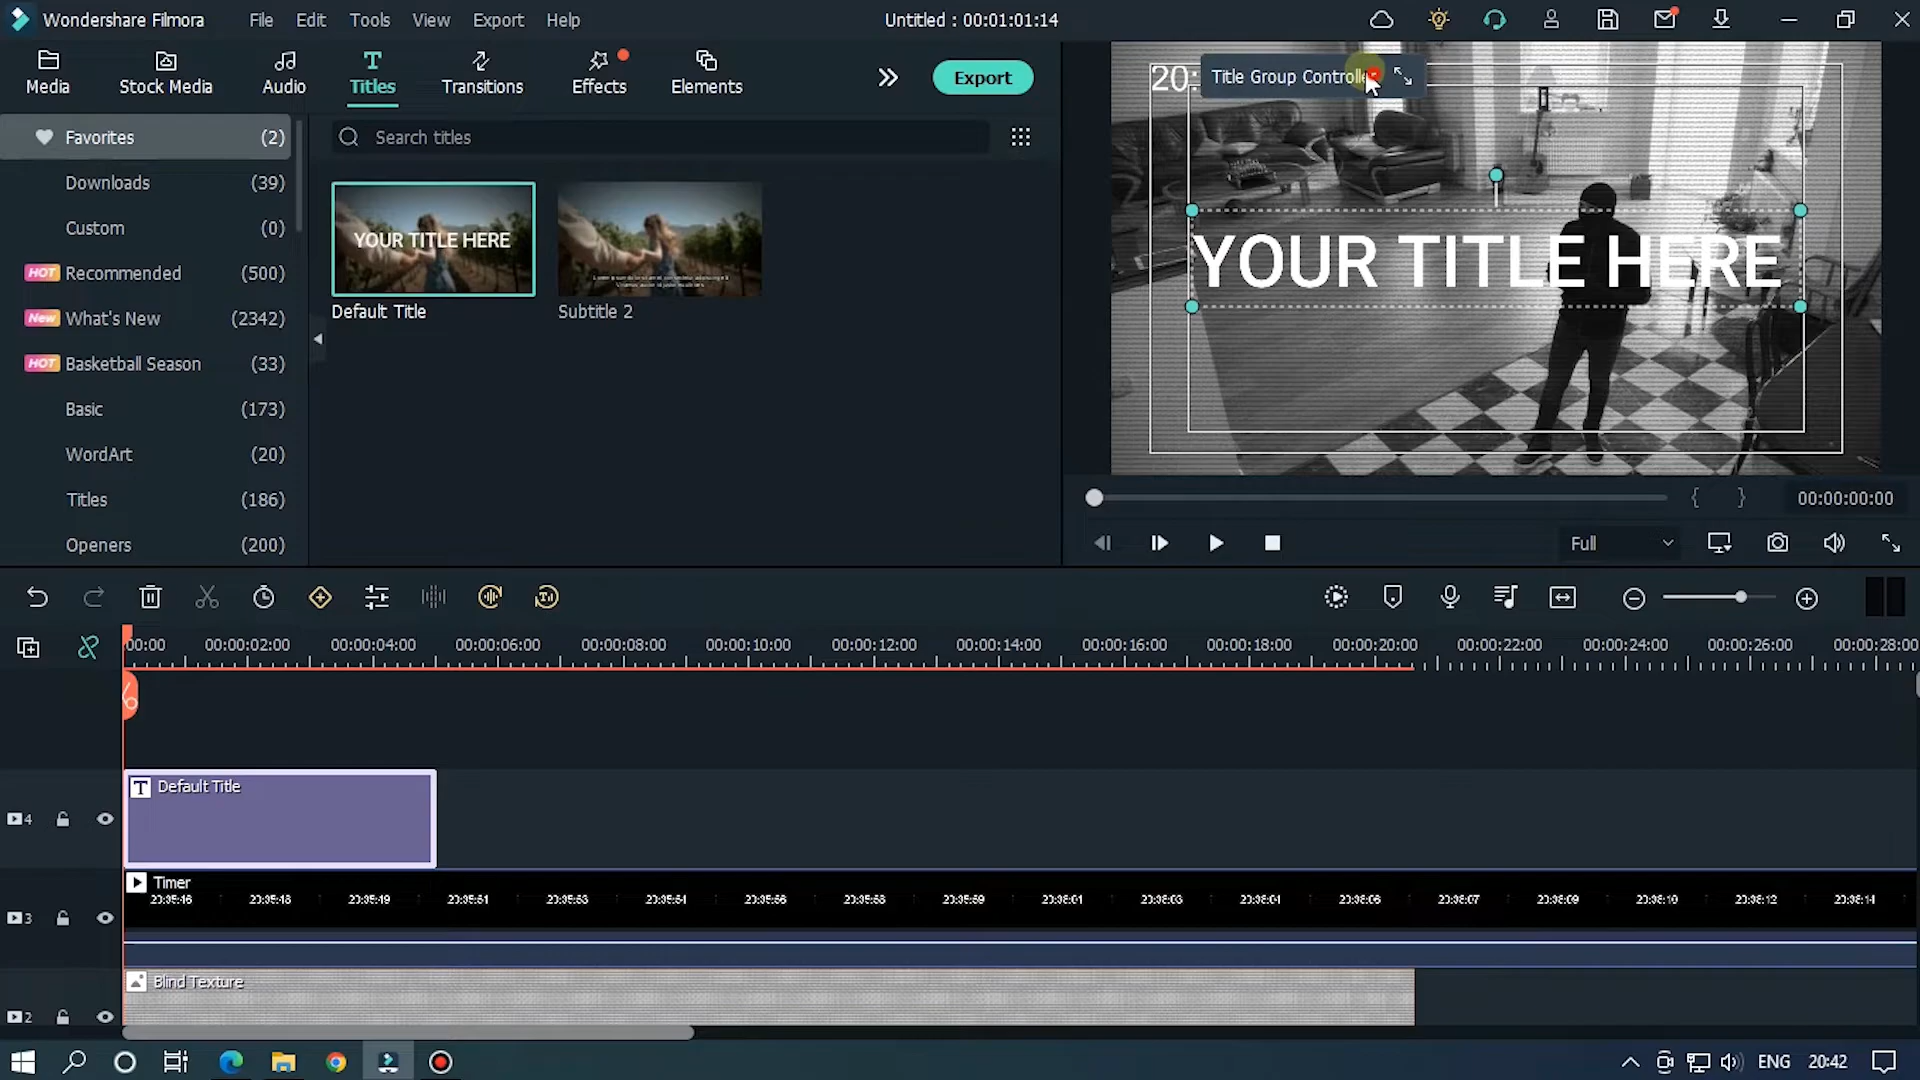 Wondershare Filmora File Edit Tools View Export Help Untitled : 00:01:01:14
Media Stock Media Audio Titles Transitions Effects Elements Export
Favorites (2)
Downloads (39)
Custom (0)
HOT Recommended (500)
New What's New (2342)
HOT Basketball Season (33)
Basic (173)
WordArt (20)
Titles (186)
Openers (200)
Search titles
YOUR TITLE HERE
Default Title Subtitle 2
20: Title Group Controller
YOUR TITLE HERE
{ } 00:00:00:00
Full
00:00 00:00:02:00 00:00:04:00 00:00:06:00 00:00:08:00 00:00:10:00 00:00:12:00 00:00:14:00 00:00:16:00 00:00:18:00 00:00:20:00 00:00:22:00 00:00:24:00 00:00:26:00 00:00:28:00
4 T Default Title
3 Timer
2 Blind Texture
ENG 20:42